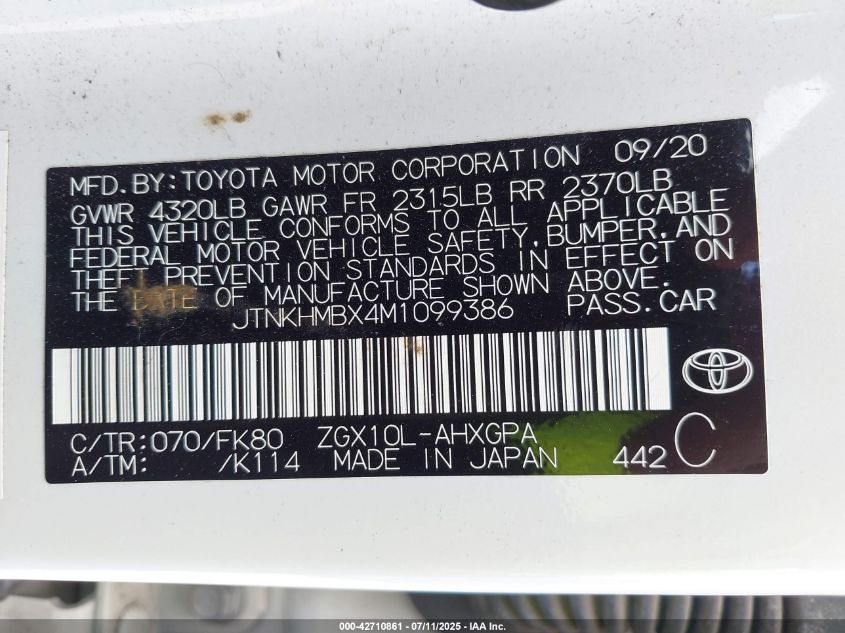 MFD. BY: TOYOTA MOTOR CORPORATION 09/20
GVWR 4320LB GAWR FR 2315LB RR 2370LB
THIS VEHICLE CONFORMS TO ALL APPLICABLE
FEDERAL MOTOR VEHICLE SAFETY, BUMPER, AND
THEFT PREVENTION STANDARDS IN EFFECT ON
THE DATE OF MANUFACTURE SHOWN ABOVE.
JTNKHMBX4M1099386 PASS. CAR
C/TR: 070/FK80 ZGX10L-AHXGPA
A/TM: /K114 MADE IN JAPAN 442 C
000-42710861 - 07/11/2025 - IAA Inc.